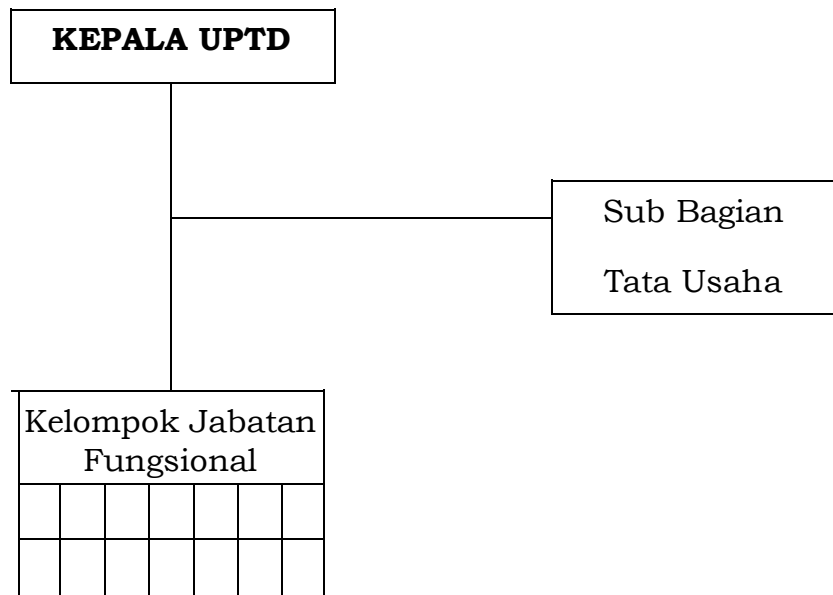 KEPALA UPTD
Sub Bagian
Tata Usaha
Kelompok Jabatan
Fungsional